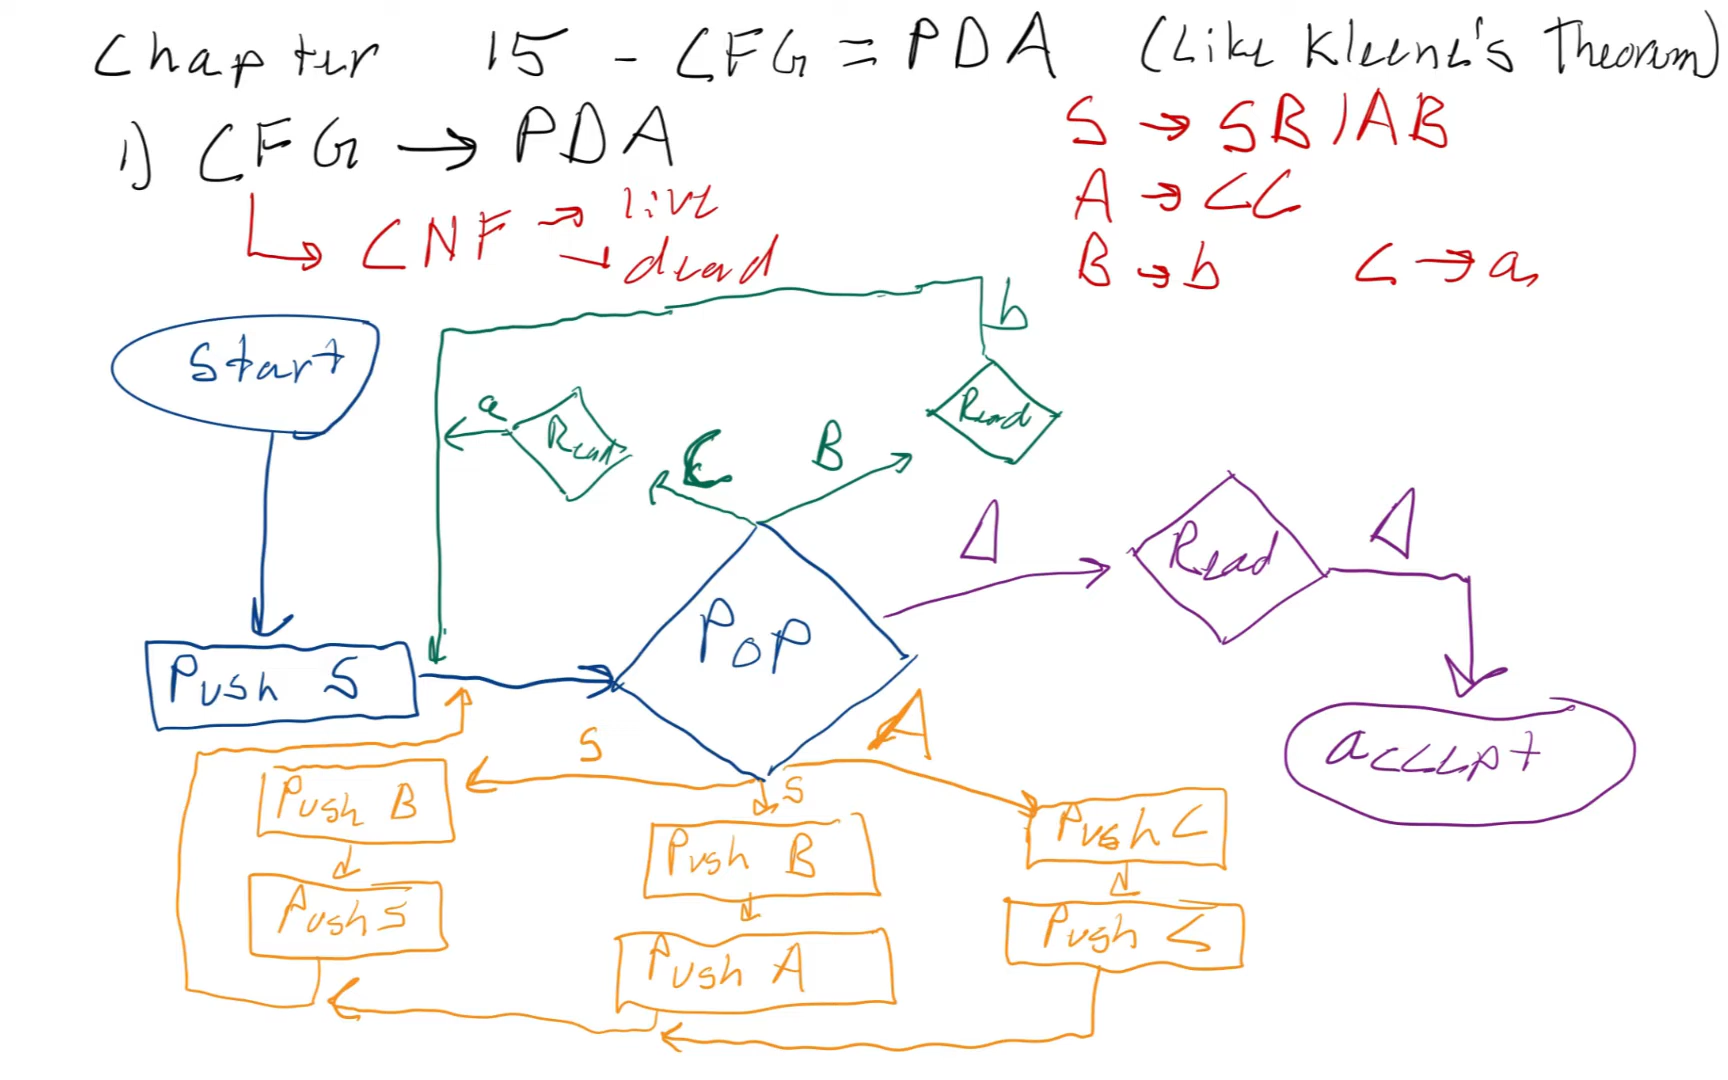 Chapter 15 - CFG = PDA (Like Kleene's Theorem)
1) CFG → PDA
S → SB | AB
A → CC
B → b C → a
CNF → live
→ dead
b
Start
a
Read
C
B
Read
Δ
Read
Δ
Pop
Push S
accept
S
S
A
Push B
Push S
Push B
Push A
Push C
Push C